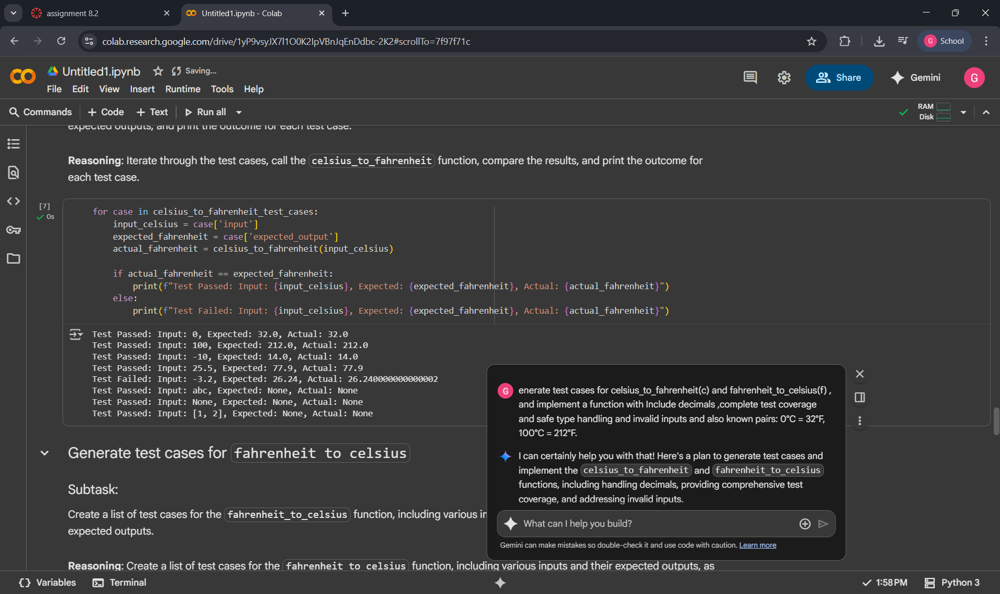 assignment 8.2
Untitled1.ipynb - Colab
colab.research.google.com/drive/1yP9vsyJX7l1O0K2IpVBnJqEnDdbc-2K2#scrollTo=7f97f71c
G School
Untitled1.ipynb
Saving...
File Edit View Insert Runtime Tools Help
Share
Gemini
G
Commands + Code + Text Run all
RAM
Disk
expected outputs, and print the outcome for each test case.
Reasoning: Iterate through the test cases, call the celsius_to_fahrenheit function, compare the results, and print the outcome for
each test case.
[7]
0s
for case in celsius_to_fahrenheit_test_cases:
    input_celsius = case['input']
    expected_fahrenheit = case['expected_output']
    actual_fahrenheit = celsius_to_fahrenheit(input_celsius)
    if actual_fahrenheit == expected_fahrenheit:
        print(f"Test Passed: Input: {input_celsius}, Expected: {expected_fahrenheit}, Actual: {actual_fahrenheit}")
    else:
        print(f"Test Failed: Input: {input_celsius}, Expected: {expected_fahrenheit}, Actual: {actual_fahrenheit}")
Test Passed: Input: 0, Expected: 32.0, Actual: 32.0
Test Passed: Input: 100, Expected: 212.0, Actual: 212.0
Test Passed: Input: -10, Expected: 14.0, Actual: 14.0
Test Passed: Input: 25.5, Expected: 77.9, Actual: 77.9
Test Failed: Input: -3.2, Expected: 26.24, Actual: 26.240000000000002
Test Passed: Input: abc, Expected: None, Actual: None
Test Passed: Input: None, Expected: None, Actual: None
Test Passed: Input: [1, 2], Expected: None, Actual: None
Generate test cases for fahrenheit to celsius
Subtask:
Create a list of test cases for the fahrenheit_to_celsius function, including various in
expected outputs.
Reasoning: Create a list of test cases for the fahrenheit to celsius function, including various inputs and their expected outputs, as
G
enerate test cases for celsius_to_fahrenheit(c) and fahrenheit_to_celsius(f) ,
and implement a function with Include decimals ,complete test coverage
and safe type handling and invalid inputs and also known pairs: 0°C = 32°F,
100°C = 212°F.
I can certainly help you with that! Here's a plan to generate test cases and
implement the celsius_to_fahrenheit and fahrenheit_to_celsius
functions, including handling decimals, providing comprehensive test
coverage, and addressing invalid inputs.
What can I help you build?
Gemini can make mistakes so double-check it and use code with caution. Learn more
{} Variables
Terminal
1:58 PM
Python 3